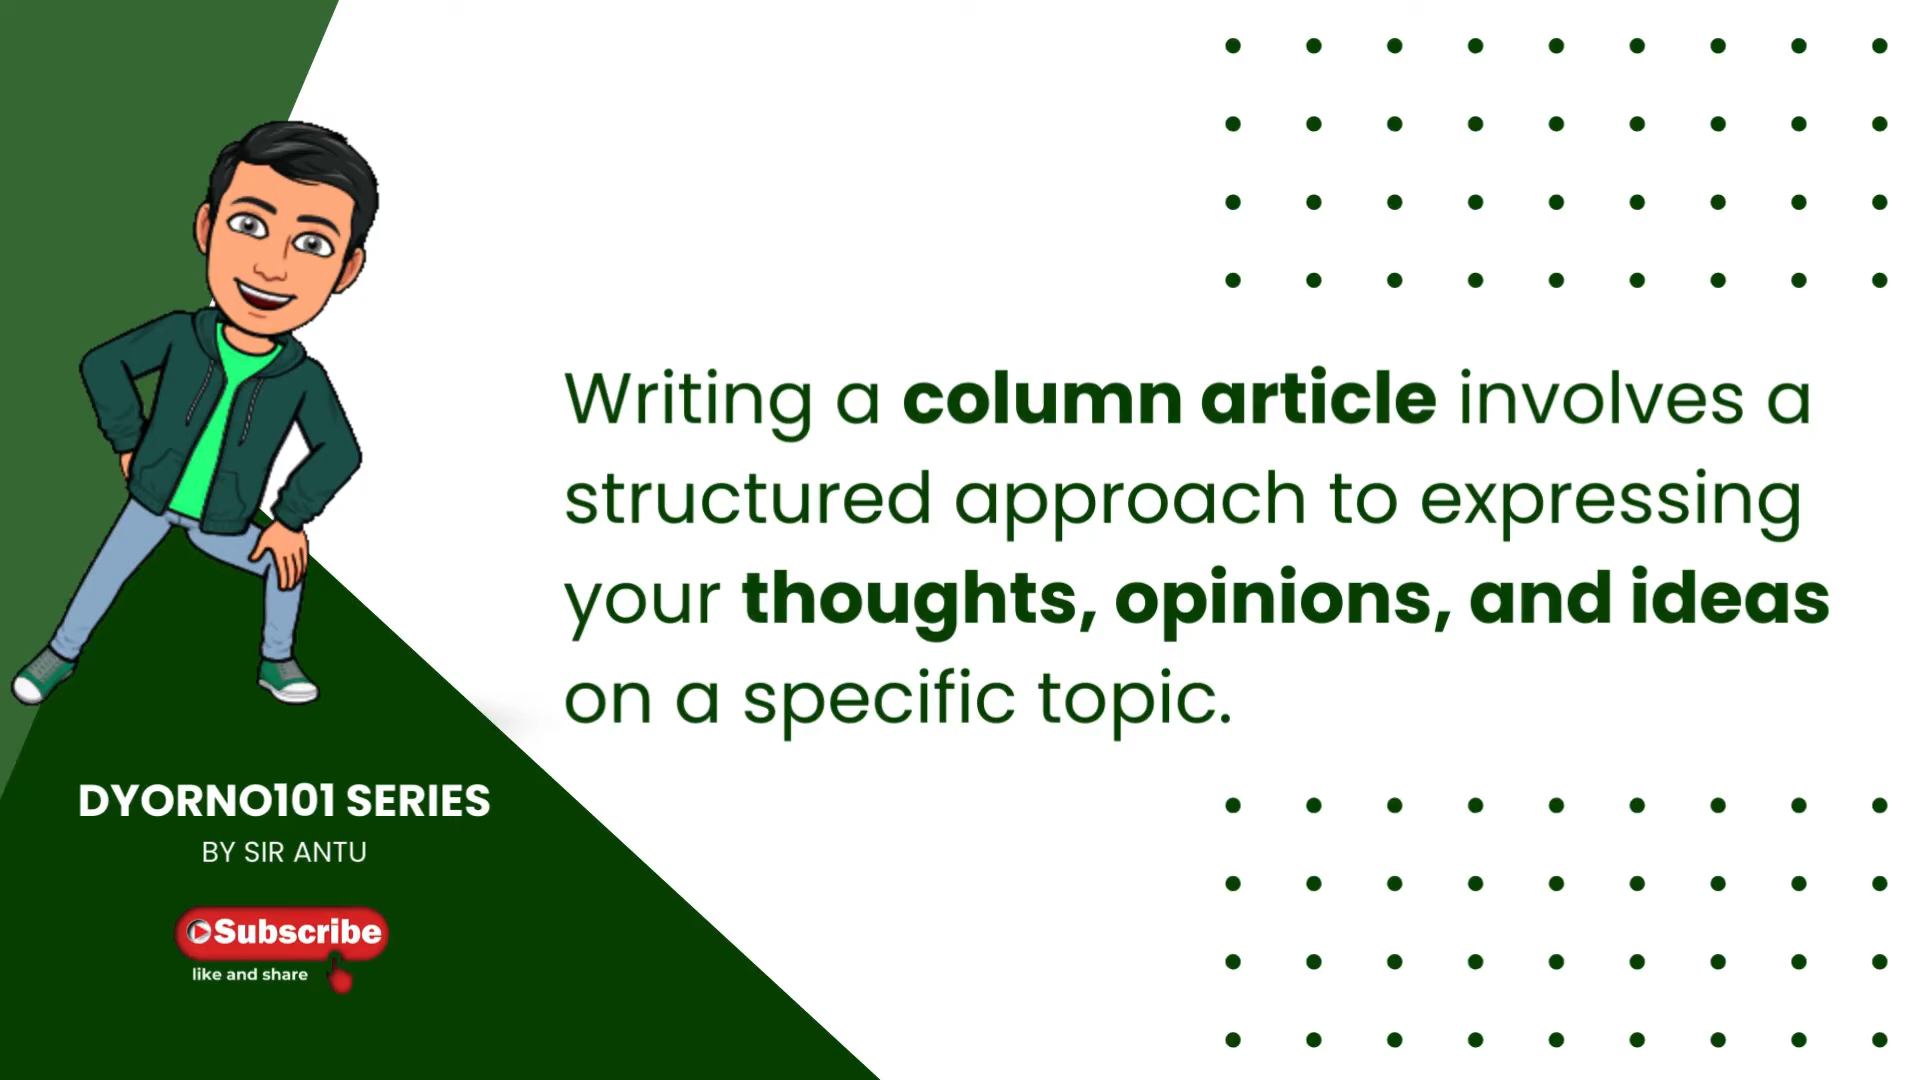 Writing a column article involves a
structured approach to expressing
your thoughts, opinions, and ideas
on a specific topic.
DYORNO101 SERIES
BY SIR ANTU
Subscribe
like and share